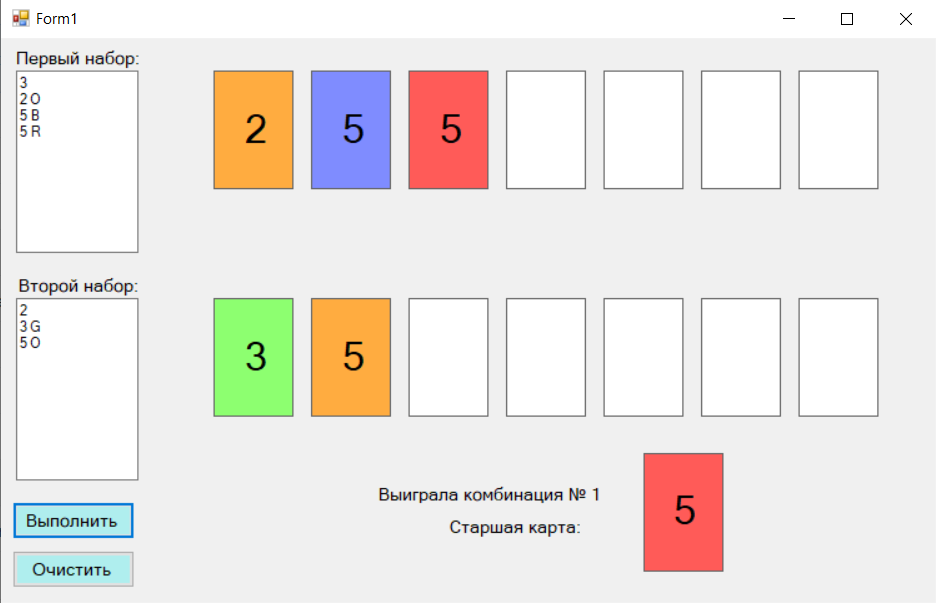 Form1
Первый набор:
3
2 O
5 B
5 R
2 5 5
Второй набор:
2
3 G
5 O
3 5
Выиграла комбинация № 1
Старшая карта:
5
Выполнить
Очистить